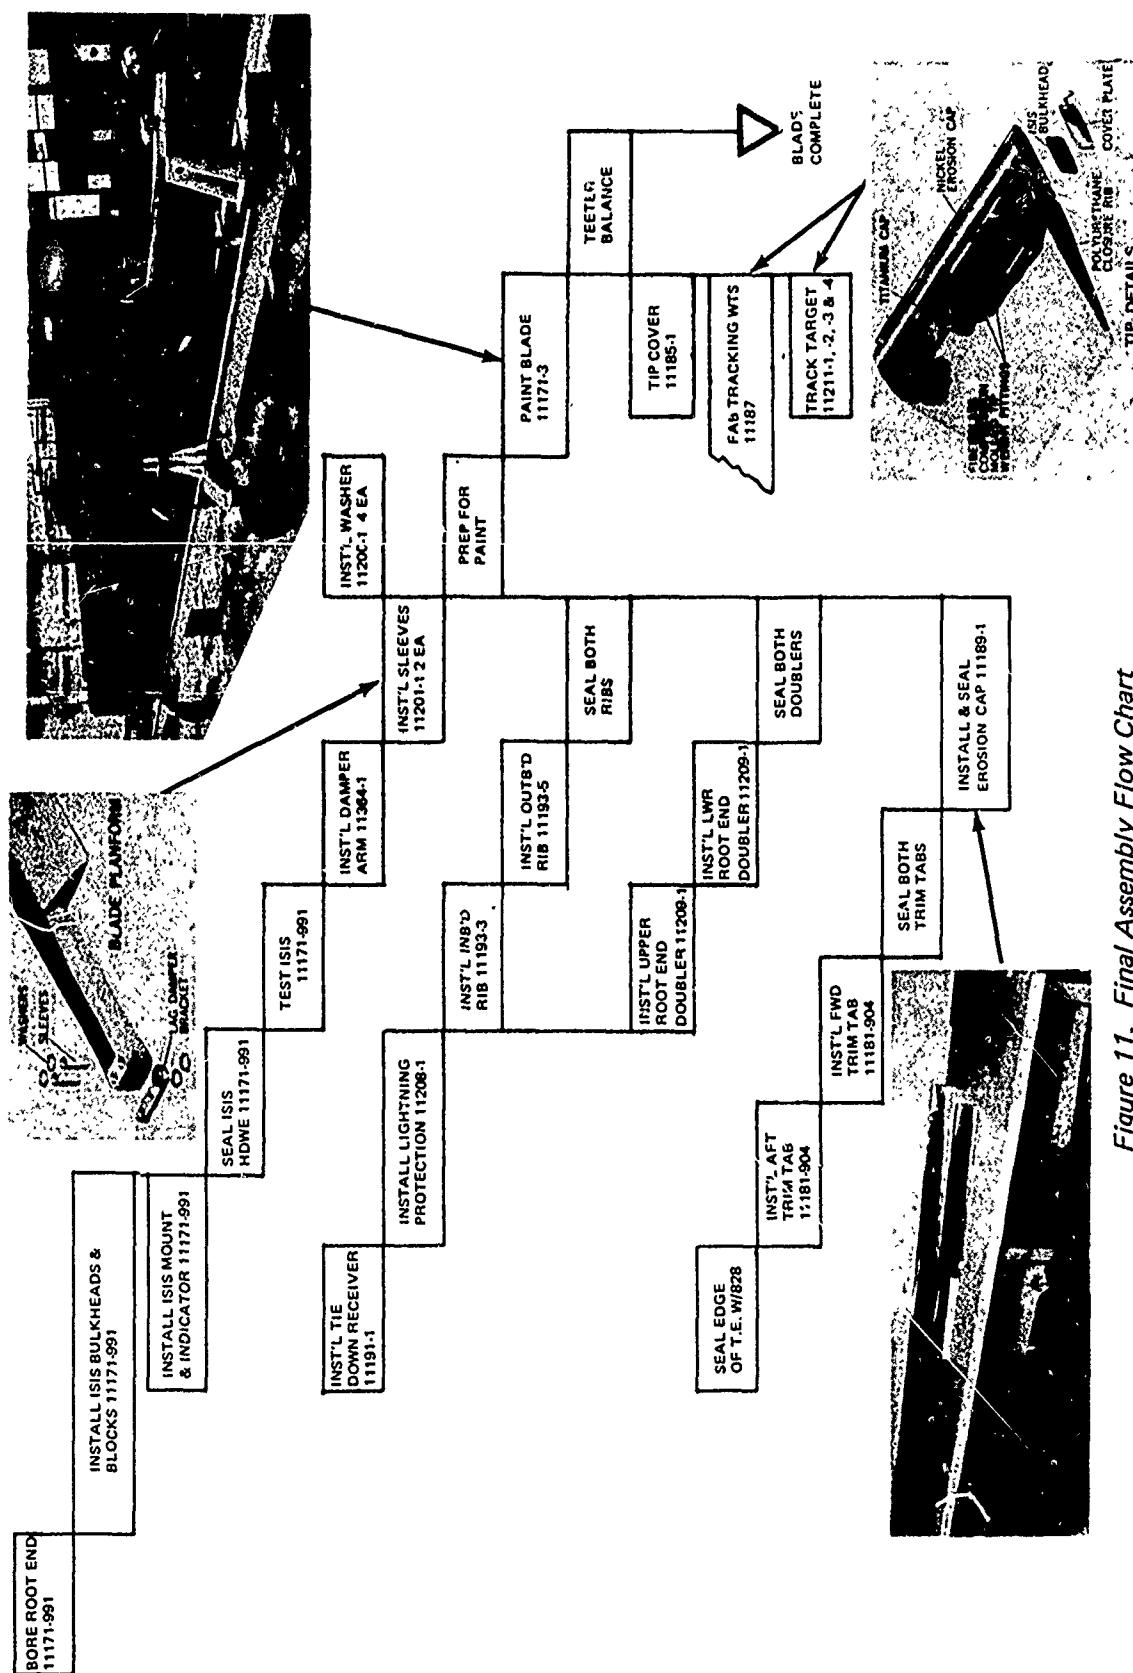 BORE ROOT END
11171-991
INSTALL ISIS BULKHEADS &
BLOCKS 11171-991
INSTALL ISIS MOUNT
& INDICATOR 11171-991
SEAL ISIS
HDWE 11171-991
TEST ISIS
11171-991
INST'L DAMPER
ARM 11364-1
INST'L SLEEVES
11201-1 2 EA
INST'L WASHER
11200-1 4 EA
INST'L TIE
DOWN RECEIVER
11191-1
INSTALL LIGHTNING
PROTECTION 11208-1
INST'L INB'D
RIB 11193-3
INST'L OUTB'D
RIB 11193-5
SEAL BOTH
RIBS
PREP FOR
PAINT
PAINT BLADE
11171-3
TEETER
BALANCE
BLADE
COMPLETE
TIP COVER
11185-1
FAB TRACKING WTS
11187
TRACK TARGET
11211-1, -2, -3 & -4
INST'L UPPER
ROOT END
DOUBLER 11209-1
INST'L LWR
ROOT END
DOUBLER 11209-1
SEAL BOTH
DOUBLERS
SEAL EDGE
OF T.E. W/828
INST'L AFT
TRIM TAB
11181-904
INST'L FWD
TRIM TAB
11181-904
SEAL BOTH
TRIM TABS
INSTALL & SEAL
EROSION CAP 11189-1
WASHERS
SLEEVES
LAG DAMPER
BRACKET
BLADE PLANFORM
TITANIUM CAP
NICKEL
EROSION CAP
ISIS
BULKHEAD
COVER PLATE
POLYURETHANE
CLOSURE RIB
WEIGHT FITTINGS
TIP DETAILS
Figure 11. Final Assembly Flow Chart